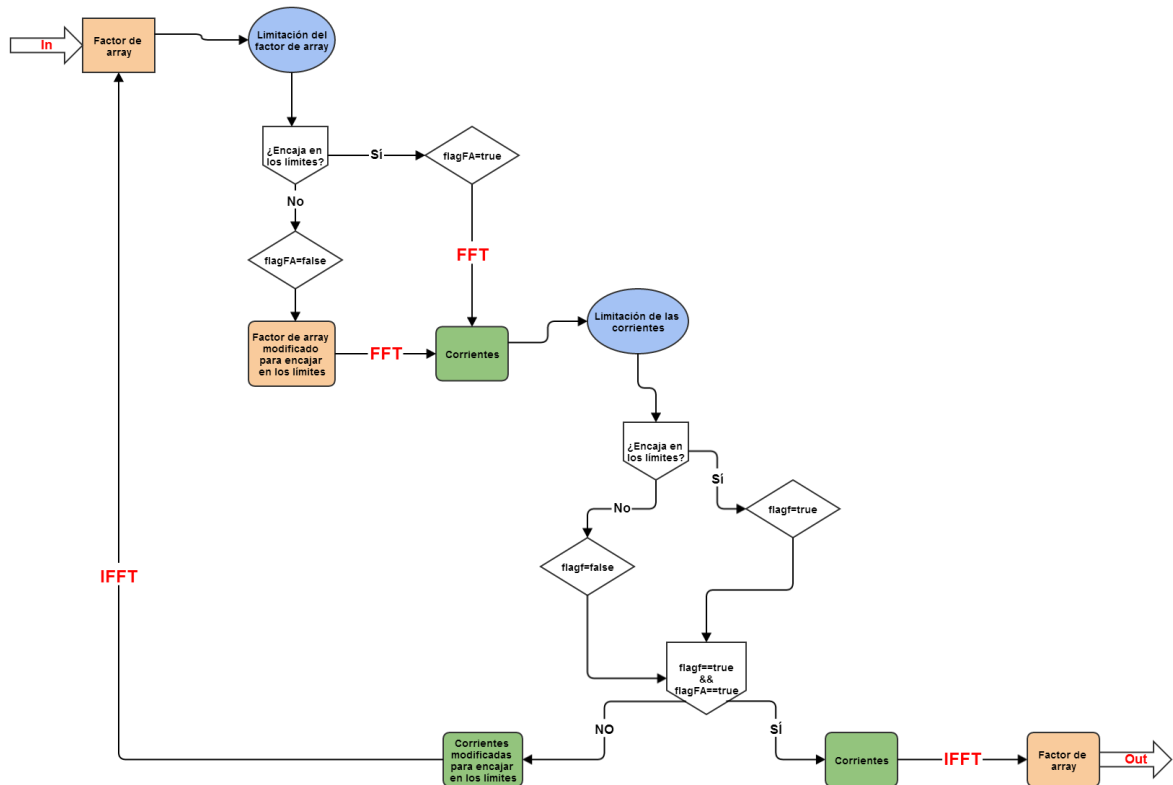 In
Factor de
array
Limitación del
factor de array
¿Encaja en
los límites?
Sí
flagFA=true
No
flagFA=false
FFT
Factor de array
modificado
para encajar
en los límites
FFT
Corrientes
Limitación de las
corrientes
¿Encaja en
los límites?
Sí
flagf=true
No
flagf=false
IFFT
flagf==true
&&
flagFA==true
NO
SÍ
Corrientes
modificadas
para encajar
en los límites
Corrientes
IFFT
Factor de
array
Out